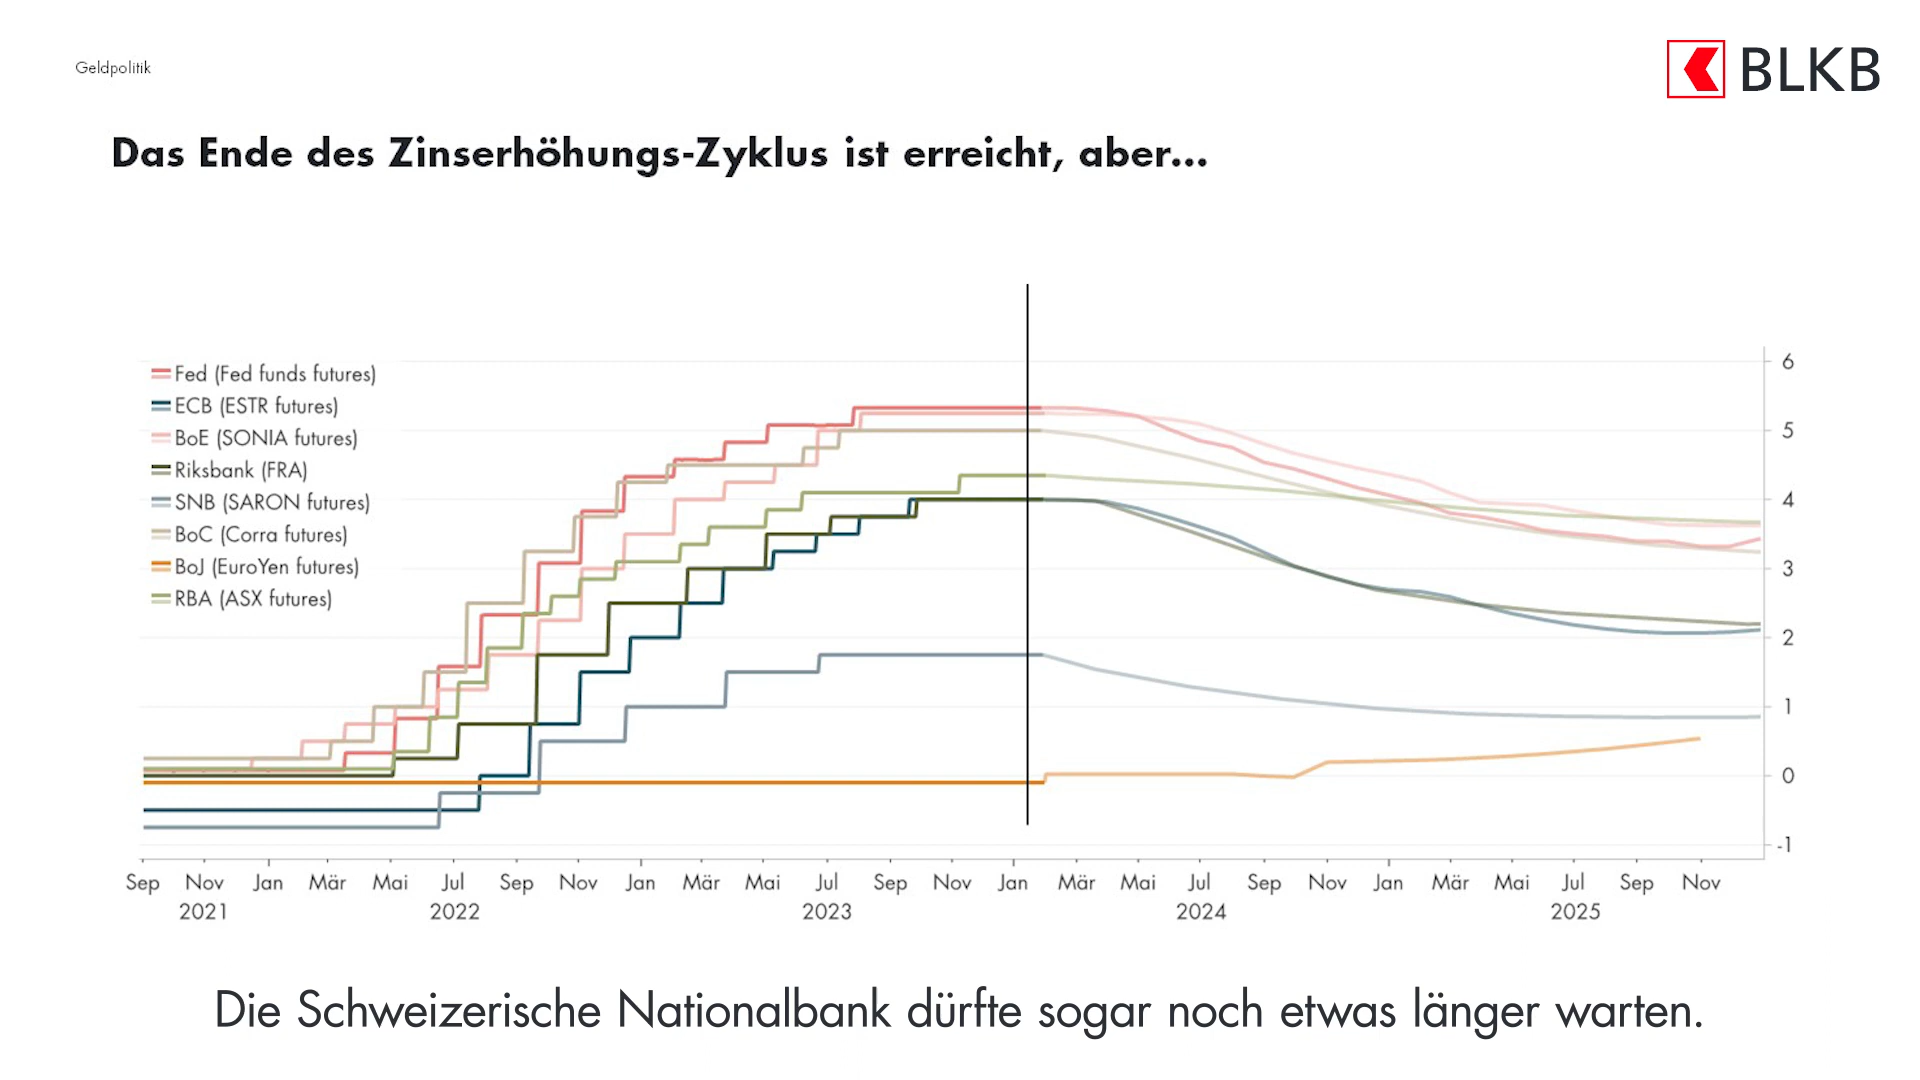 Geldpolitik
BLKB
Das Ende des Zinserhöhungs-Zyklus ist erreicht, aber...
Fed (Fed funds futures)
ECB (ESTR futures)
BoE (SONIA futures)
Riksbank (FRA)
SNB (SARON futures)
BoC (Corra futures)
BoJ (EuroYen futures)
RBA (ASX futures)
6
5
4
3
2
1
0
-1
Sep Nov Jan Mär Mai Jul Sep Nov Jan Mär Mai Jul Sep Nov Jan Mär Mai Jul Sep Nov Jan Mär Mai Jul Sep Nov
2021 2022 2023 2024 2025
Die Schweizerische Nationalbank dürfte sogar noch etwas länger warten.